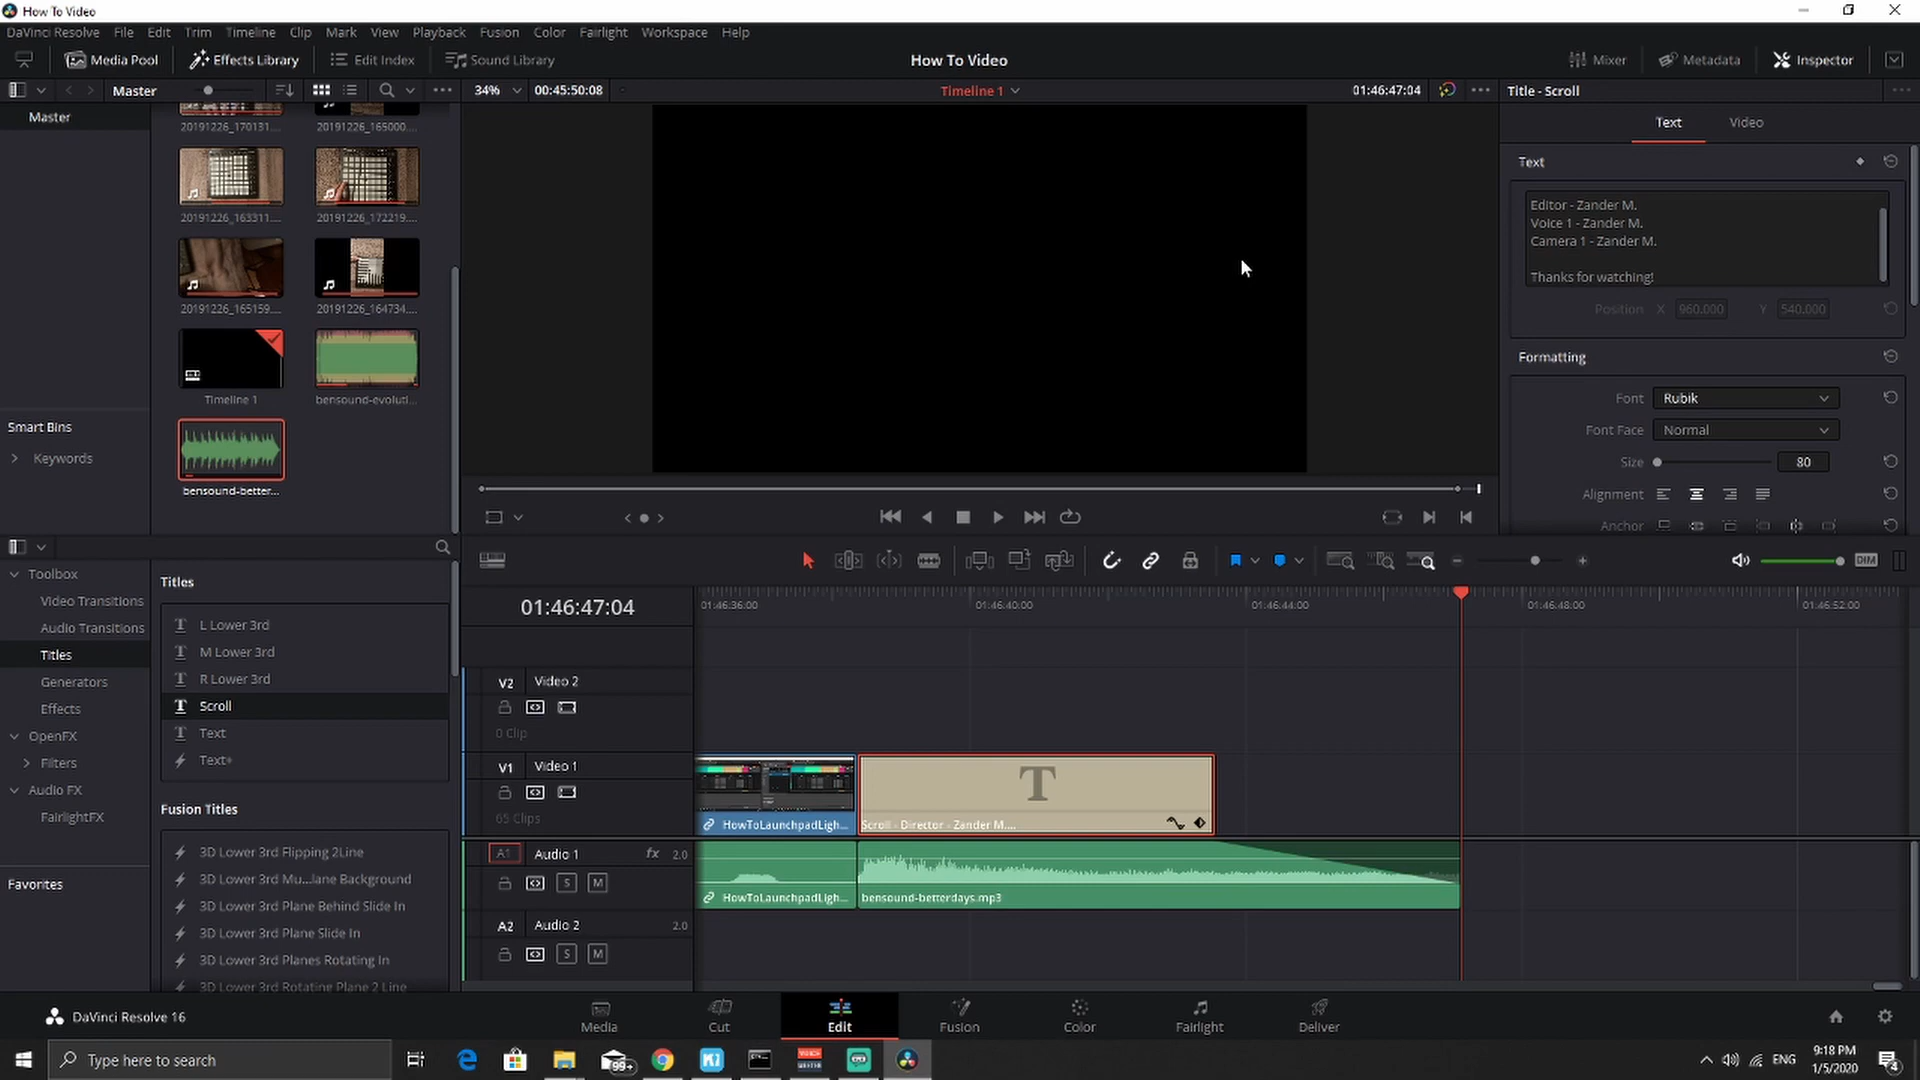 How To Video
DaVinci Resolve File Edit Trim Timeline Clip Mark View Playback Fusion Color Fairlight Workspace Help
Media Pool Effects Library Edit Index Sound Library How To Video Mixer Metadata Inspector
Master 34% 00:45:50:08 Timeline 1 01:46:47:04 Title - Scroll
Master
20191226_170131.... 20191226_165000....
20191226_163311.... 20191226_172219....
20191226_165159.... 20191226_164734....
Timeline 1 bensound-evoluti...
bensound-better...
Smart Bins
Keywords
Text Video
Text
Editor - Zander M.
Voice 1 - Zander M.
Camera 1 - Zander M.
Thanks for watching!
Position X 960.000 Y 540.000
Formatting
Font Rubik
Font Face Normal
Size 80
Alignment
Anchor
Toolbox
Video Transitions
Audio Transitions
Titles
Generators
Effects
OpenFX
Filters
Audio FX
FairlightFX
Favorites
Titles
L Lower 3rd
M Lower 3rd
R Lower 3rd
Scroll
Text
Text+
Fusion Titles
3D Lower 3rd Flipping 2Line
3D Lower 3rd Mu...lane Background
3D Lower 3rd Plane Behind Slide In
3D Lower 3rd Plane Slide In
3D Lower 3rd Planes Rotating In
3D Lower 3rd Rotating Plane 2 Line
DIM
01:46:47:04
01:46:36:00 01:46:40:00 01:46:44:00 01:46:48:00 01:46:52:00
V2 Video 2
0 Clip
V1 Video 1
65 Clips
T
HowToLaunchpadLigh... Scroll - Director - Zander M....
A1 Audio 1 fx 2.0
S M
HowToLaunchpadLigh... bensound-betterdays.mp3
A2 Audio 2 2.0
S M
DaVinci Resolve 16
Media Cut Edit Fusion Color Fairlight Deliver
Type here to search
99+
ENG
9:18 PM
1/5/2020
4